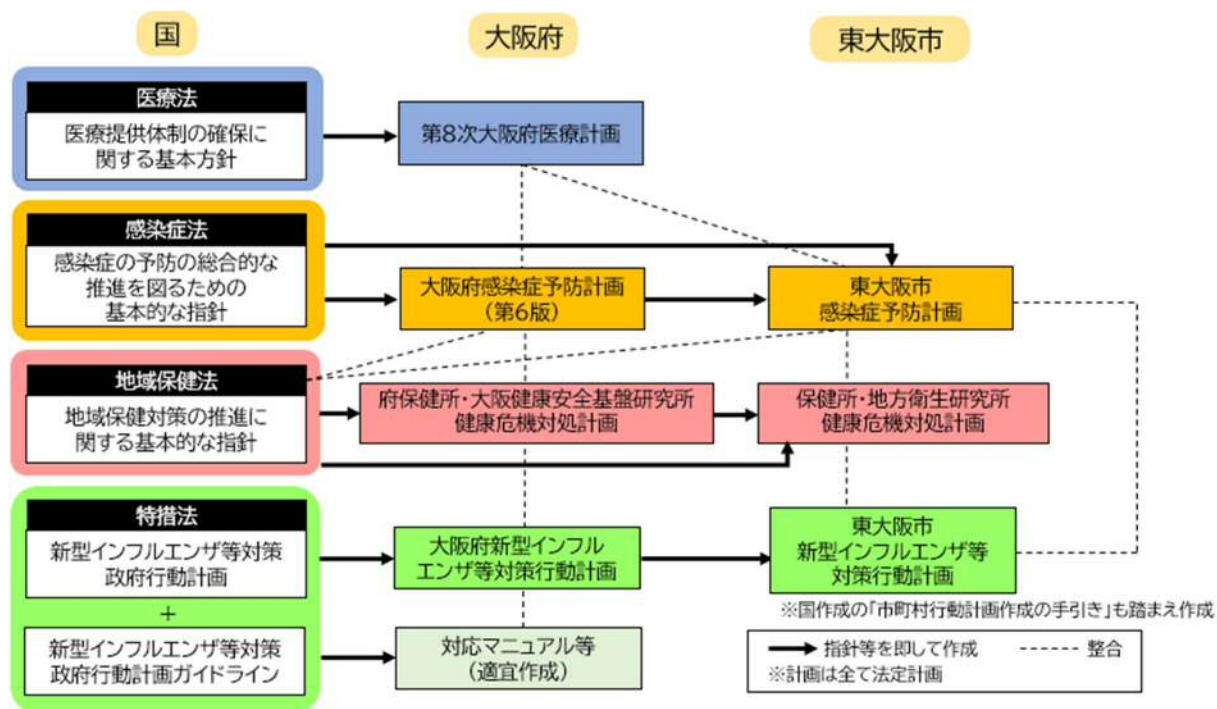 国
大阪府
東大阪市
医療法
医療提供体制の確保に
関する基本方針
第8次大阪府医療計画
感染症法
感染症の予防の総合的な
推進を図るための
基本的な指針
大阪府感染症予防計画
(第6版)
東大阪市
感染症予防計画
地域保健法
地域保健対策の推進に
関する基本的な指針
府保健所・大阪健康安全基盤研究所
健康危機対処計画
保健所・地方衛生研究所
健康危機対処計画
特措法
新型インフルエンザ等対策
政府行動計画
+
新型インフルエンザ等対策
政府行動計画ガイドライン
大阪府新型インフル
エンザ等対策行動計画
対応マニュアル等
(適宜作成)
東大阪市
新型インフルエンザ等
対策行動計画
※国作成の「市町村行動計画作成の手引き」も踏まえ作成
指針等を即して作成
整合
※計画は全て法定計画